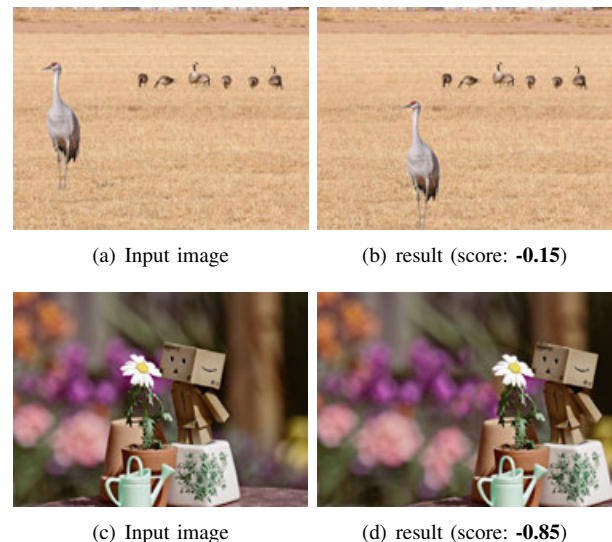 (a) Input image
(b) result (score: -0.15)
(c) Input image
(d) result (score: -0.85)